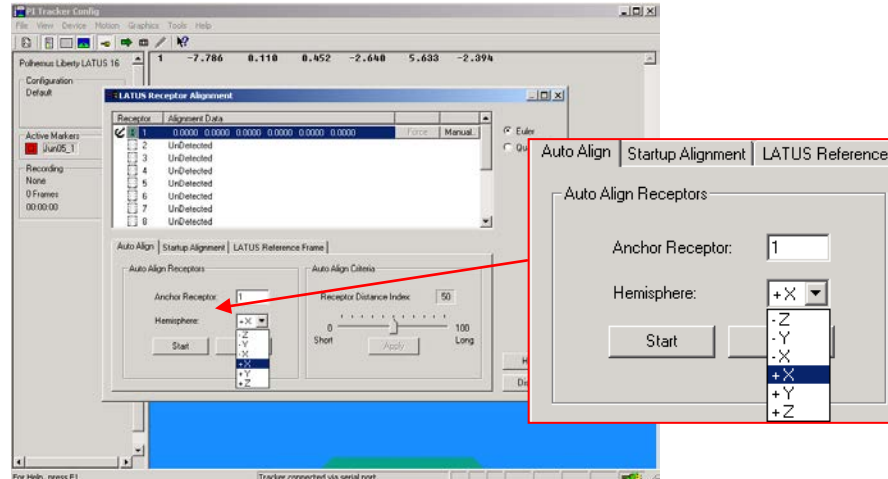 PI Tracker Config
File View Device Motion Graphics Tools Help
1 -7.786 0.110 0.452 -2.640 5.633 -2.394
Polhemus Liberty LATUS 16
Configuration
Default
Active Markers
(Jun05_1
Recording
None
0 Frames
00:00:00
LATUS Receptor Alignment
Receptor Alignment Data
1 0.0000 0.0000 0.0000 0.0000 0.0000 0.0000 Force Manual..
2 UnDetected
3 UnDetected
4 UnDetected
5 UnDetected
6 UnDetected
7 UnDetected
8 UnDetected
Euler
Auto Align Startup Alignment LATUS Reference Frame
Auto Align Receptors
Anchor Receptor: 1
Hemisphere: +X
-Z
-Y
-X
+X
+Y
+Z
Start
Auto Align Criteria
Receptor Distance Index: 50
0 100
Short Long
Apply
Auto Align Startup Alignment LATUS Reference
Auto Align Receptors
Anchor Receptor: 1
Hemisphere: +X
-Z
-Y
-X
+X
+Y
+Z
Start
For Help, press F1
Tracker connected via serial port